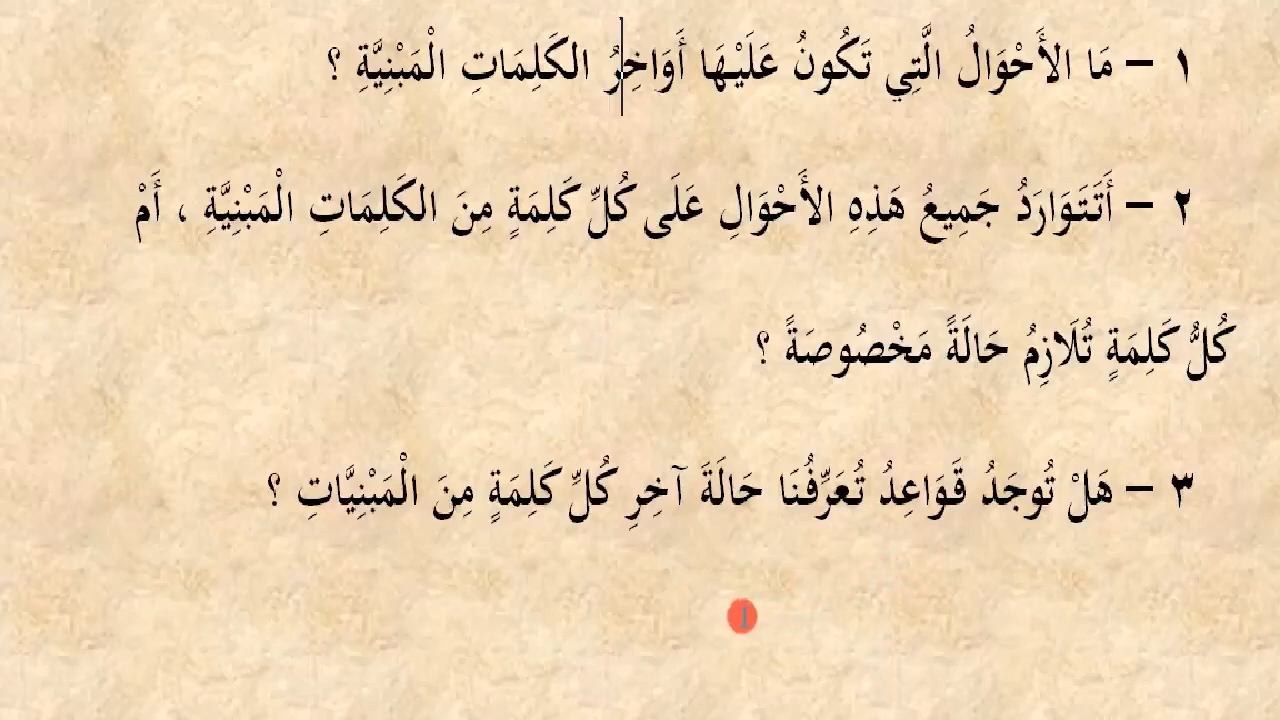 ١ – مَا الأَحْوَالُ الَّتِي تَكُونُ عَلَيْهَا أَوَاخِرُ الكَلِمَاتِ الْمَبْنِيَّةِ ؟
٢ – أَتَتَوَارَدُ جَمِيعُ هَذِهِ الأَحْوَالِ عَلَى كُلِّ كَلِمَةٍ مِنَ الكَلِمَاتِ الْمَبْنِيَّةِ ، أَمْ
كُلُّ كَلِمَةٍ تُلَازِمُ حَالَةً مَخْصُوصَةً ؟
٣ – هَلْ تُوجَدُ قَوَاعِدُ تُعَرِّفُنَا حَالَةَ آخِرِ كُلِّ كَلِمَةٍ مِنَ الْمَبْنِيَّاتِ ؟